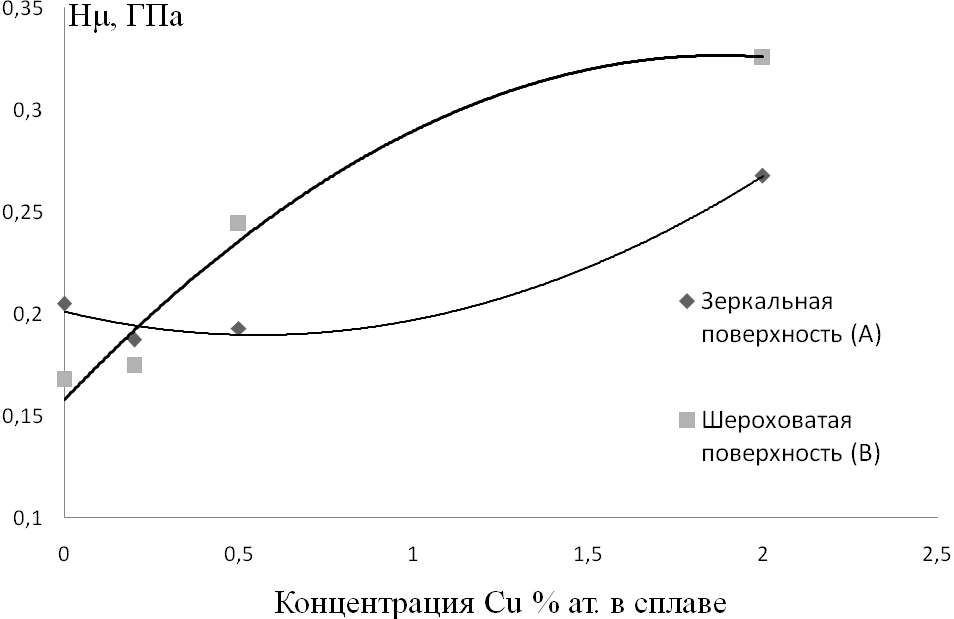 Hμ, ГПа
0,35
0,3
0,25
0,2
0,15
0,1
0
0,5
1
1,5
2
2,5
Зеркальная
поверхность (А)
Шероховатая
поверхность (В)
Концентрация Cu % ат. в сплаве